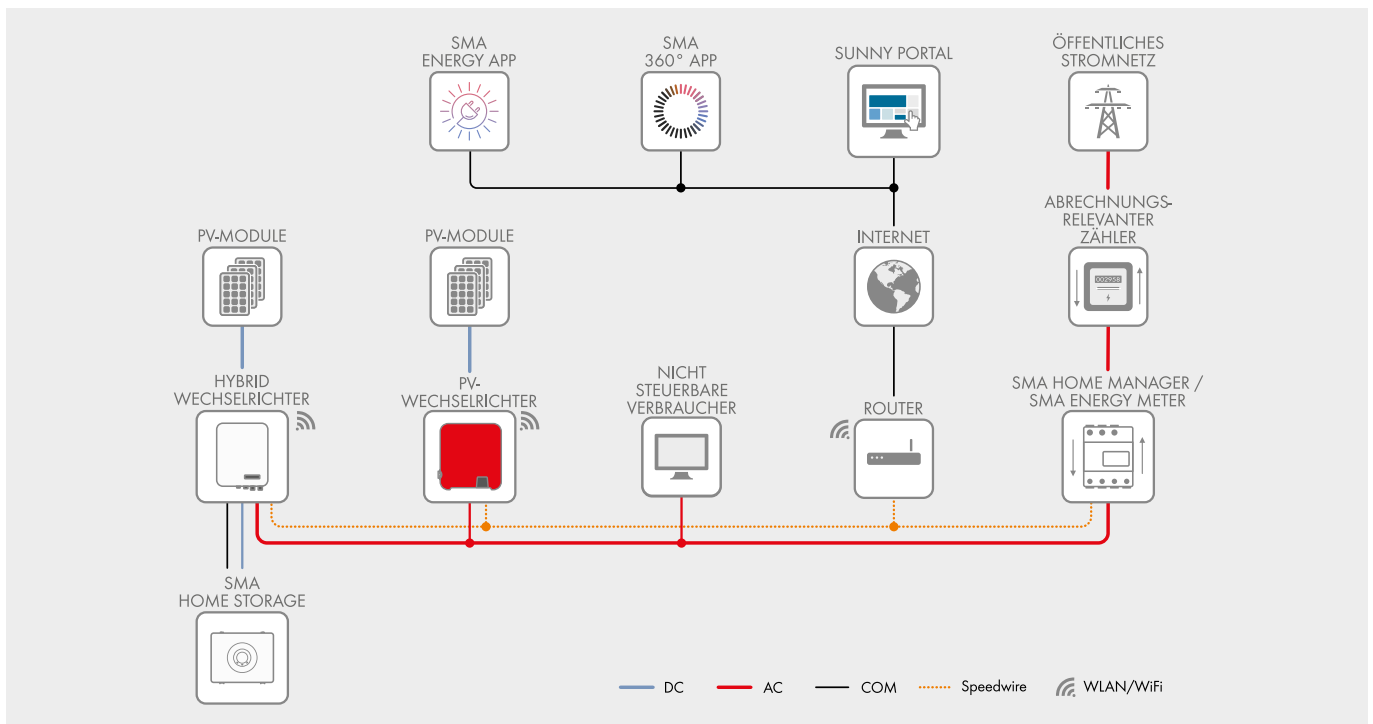 SMA
ENERGY APP
SMA
360° APP
SUNNY PORTAL
ÖFFENTLICHES
STROMNETZ
PV-MODULE
PV-MODULE
INTERNET
ABRECHNUNGS-
RELEVANTER
ZÄHLER
002958
HYBRID
WECHSELRICHTER
PV-
WECHSELRICHTER
NICHT
STEUERBARE
VERBRAUCHER
ROUTER
SMA HOME MANAGER /
SMA ENERGY METER
SMA
HOME STORAGE
DC
AC
COM
Speedwire
WLAN/WiFi